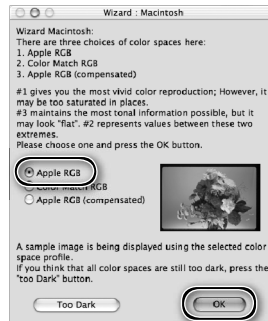 Wizard : Macintosh
Wizard Macintosh:
There are three choices of color spaces here:
1. Apple RGB
2. Color Match RGB
3. Apple RGB (compensated)
#1 gives you the most vivid color reproduction; However, it
may be too saturated in places.
#3 maintains the most tonal information possible, but it
may look "flat". #2 represents values between these two
extremes.
Please choose one and press the OK button.
Apple RGB
Color Match RGB
Apple RGB (compensated)
A sample image is being displayed using the selected color
space profile.
If you think that all color spaces are still too dark, press the
"too Dark" button.
Too Dark
OK